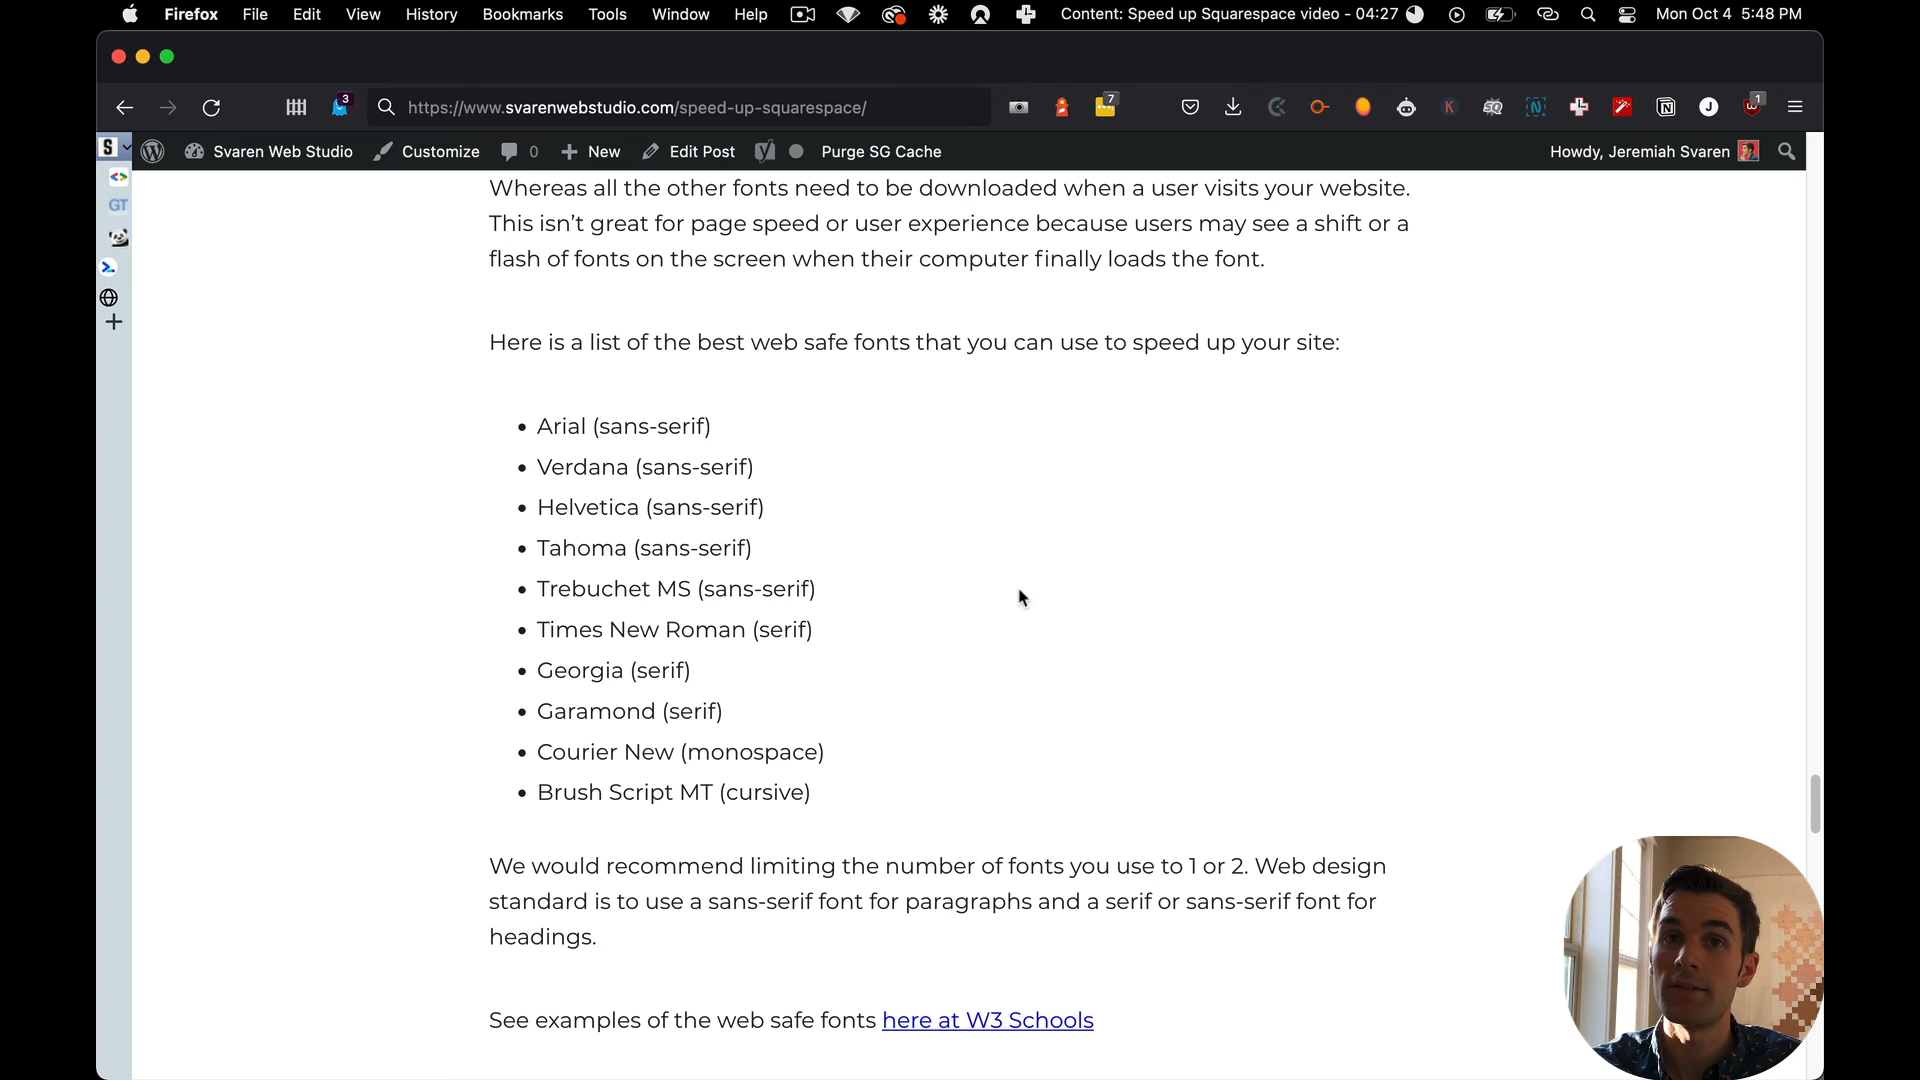 Firefox File Edit View History Bookmarks Tools Window Help Content: Speed up Squarespace video - 04:27 Mon Oct 4 5:48 PM
3 https://www.svarenwebstudio.com/speed-up-squarespace/ 7 K SQ N J 1
S Svaren Web Studio Customize 0 New Edit Post Purge SG Cache Howdy, Jeremiah Svaren
GT
Whereas all the other fonts need to be downloaded when a user visits your website.
This isn’t great for page speed or user experience because users may see a shift or a
flash of fonts on the screen when their computer finally loads the font.
Here is a list of the best web safe fonts that you can use to speed up your site:
• Arial (sans-serif)
• Verdana (sans-serif)
• Helvetica (sans-serif)
• Tahoma (sans-serif)
• Trebuchet MS (sans-serif)
• Times New Roman (serif)
• Georgia (serif)
• Garamond (serif)
• Courier New (monospace)
• Brush Script MT (cursive)
We would recommend limiting the number of fonts you use to 1 or 2. Web design
standard is to use a sans-serif font for paragraphs and a serif or sans-serif font for
headings.
See examples of the web safe fonts here at W3 Schools